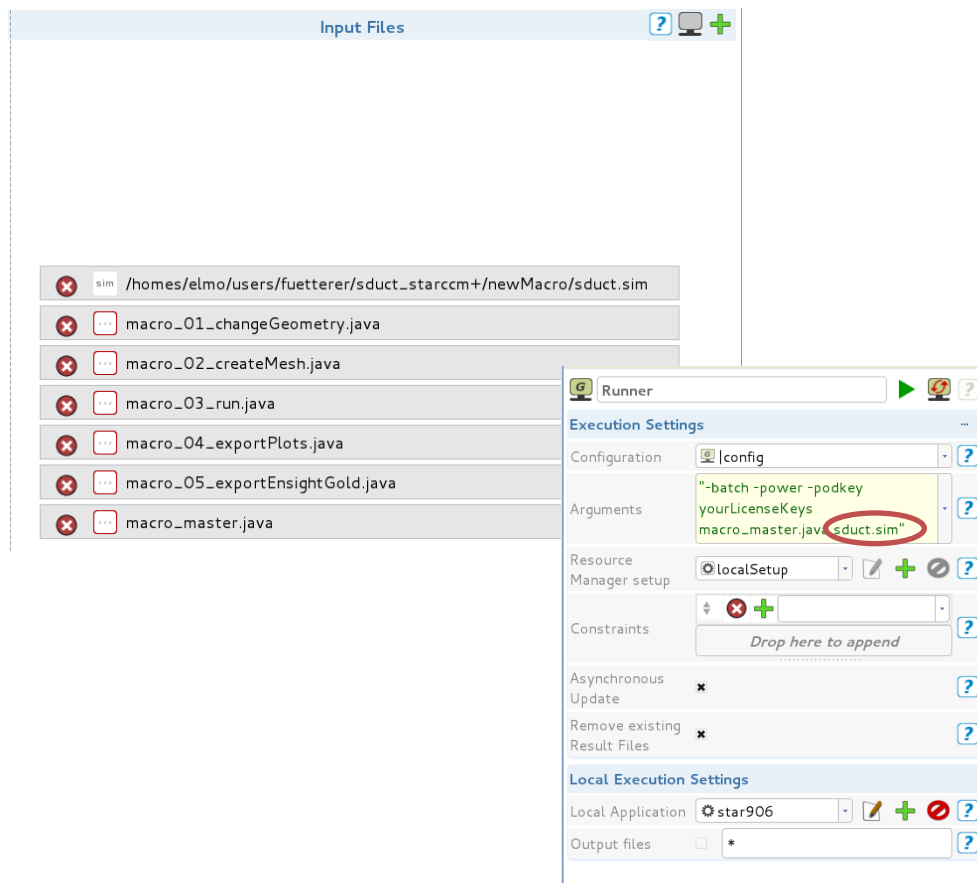 Input Files
sim /homes/elmo/users/fuetterer/sduct_starccm+/newMacro/sduct.sim
macro_01_changeGeometry.java
macro_02_createMesh.java
macro_03_run.java
macro_04_exportPlots.java
macro_05_exportEnsightGold.java
macro_master.java
G Runner ?
Execution Settings ...
Configuration G |config ?
Arguments
"-batch -power -podkey
yourLicenseKeys
macro_master.java sduct.sim"
?
Resource
Manager setup
localSetup ?
Constraints
Drop here to append
?
Asynchronous
Update
?
Remove existing
Result Files
?
Local Execution Settings
Local Application star906 ?
Output files * ?